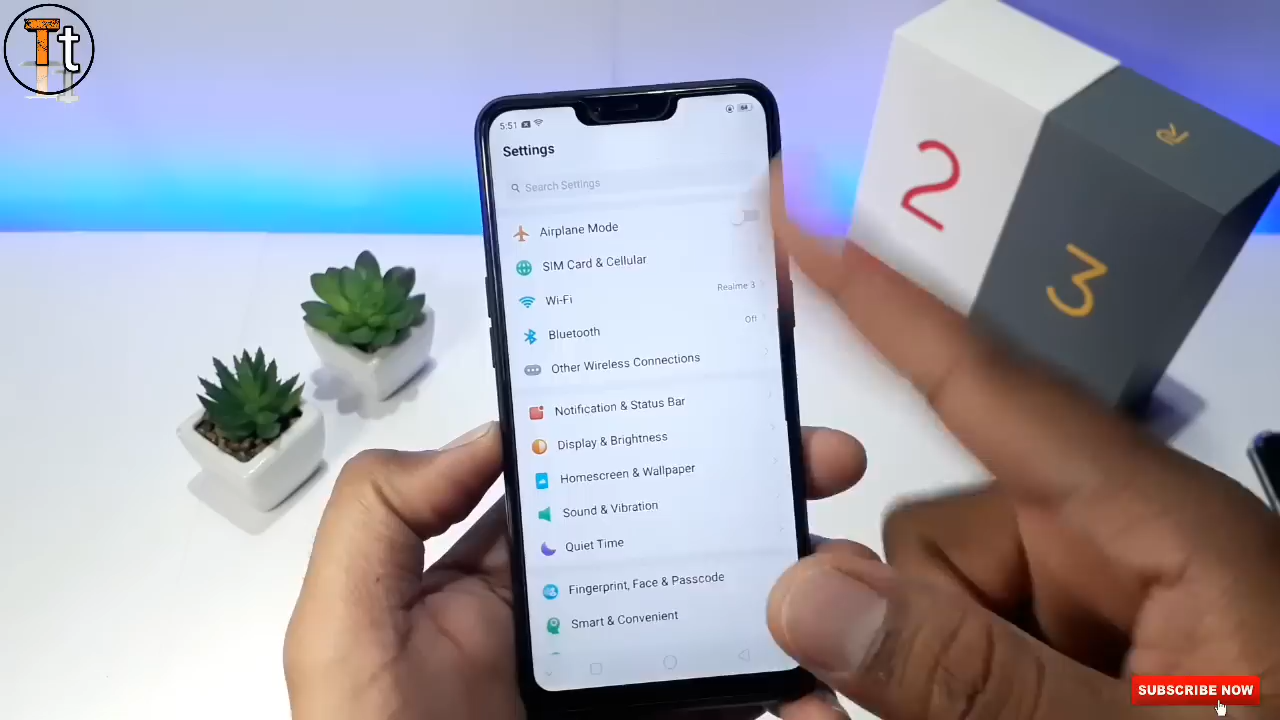 Tt
5:51
Settings
Search Settings
Airplane Mode
SIM Card & Cellular
Wi-Fi
Realme 3
Bluetooth
Off
Other Wireless Connections
Notification & Status Bar
Display & Brightness
Homescreen & Wallpaper
Sound & Vibration
Quiet Time
Fingerprint, Face & Passcode
Smart & Convenient
2
R
3
SUBSCRIBE NOW